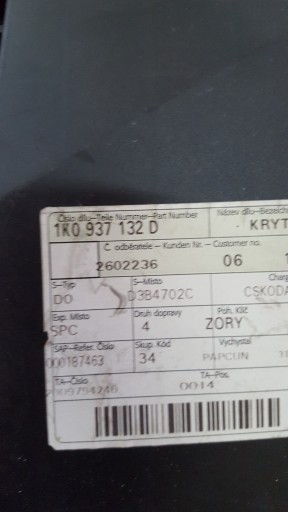 Číslo dílu–Teile Nummer–Part Number Název dílu–Bezeich
1K0 937 132 D KRYT
Č. odběratele – Kunden Nr. – Customer no.
2602236 06
S–Typ S–Místo Charg
DO D3B4702C CSKODA
Exp. Místo Druh dopravy Poh. Klíč
SPC 4 ZORY
SAP–Refer. Číslo Skup. Kód Vychystal
000187463 34 PAPCUN
TA–Číslo TA–Pos.
0014